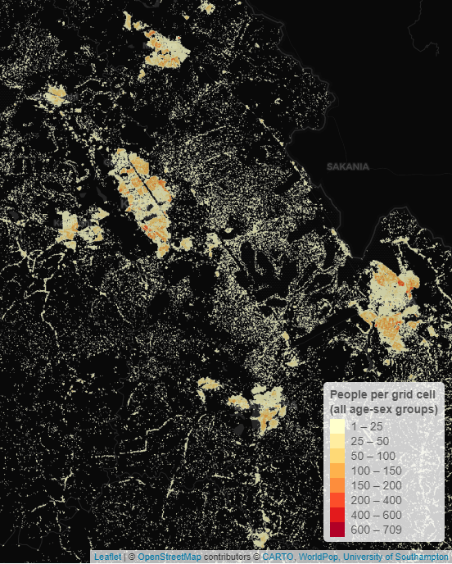 SAKANIA
People per grid cell
(all age-sex groups)
1 – 25
25 – 50
50 – 100
100 – 150
150 – 200
200 – 400
400 – 600
600 – 709
Leaflet | © OpenStreetMap contributors © CARTO, WorldPop, University of Southampton